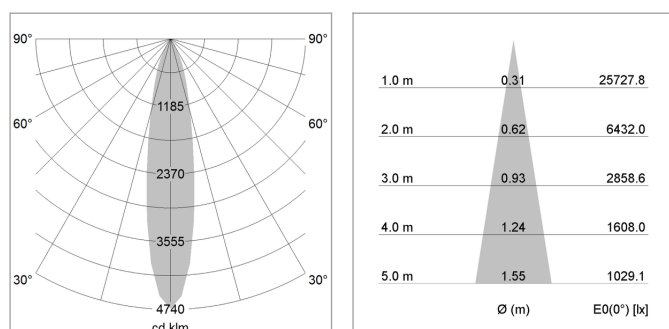 90° 90°
1185
60° 60°
2370
3555
30° 30°
4740
cd klm
1.0 m 0.31 25727.8
2.0 m 0.62 6432.0
3.0 m 0.93 2858.6
4.0 m 1.24 1608.0
5.0 m 1.55 1029.1
Ø (m) E0(0°) [lx]